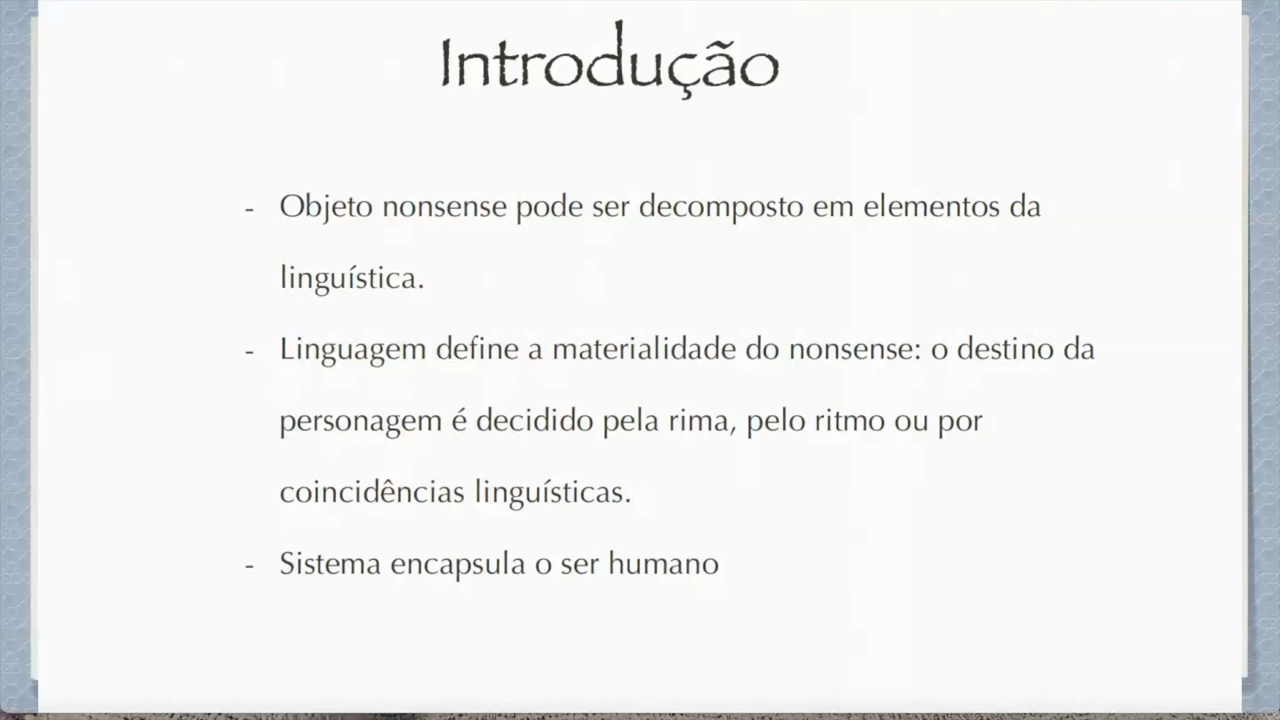 Introdução
- Objeto nonsense pode ser decomposto em elementos da
linguística.
- Linguagem define a materialidade do nonsense: o destino da
personagem é decidido pela rima, pelo ritmo ou por
coincidências linguísticas.
- Sistema encapsula o ser humano